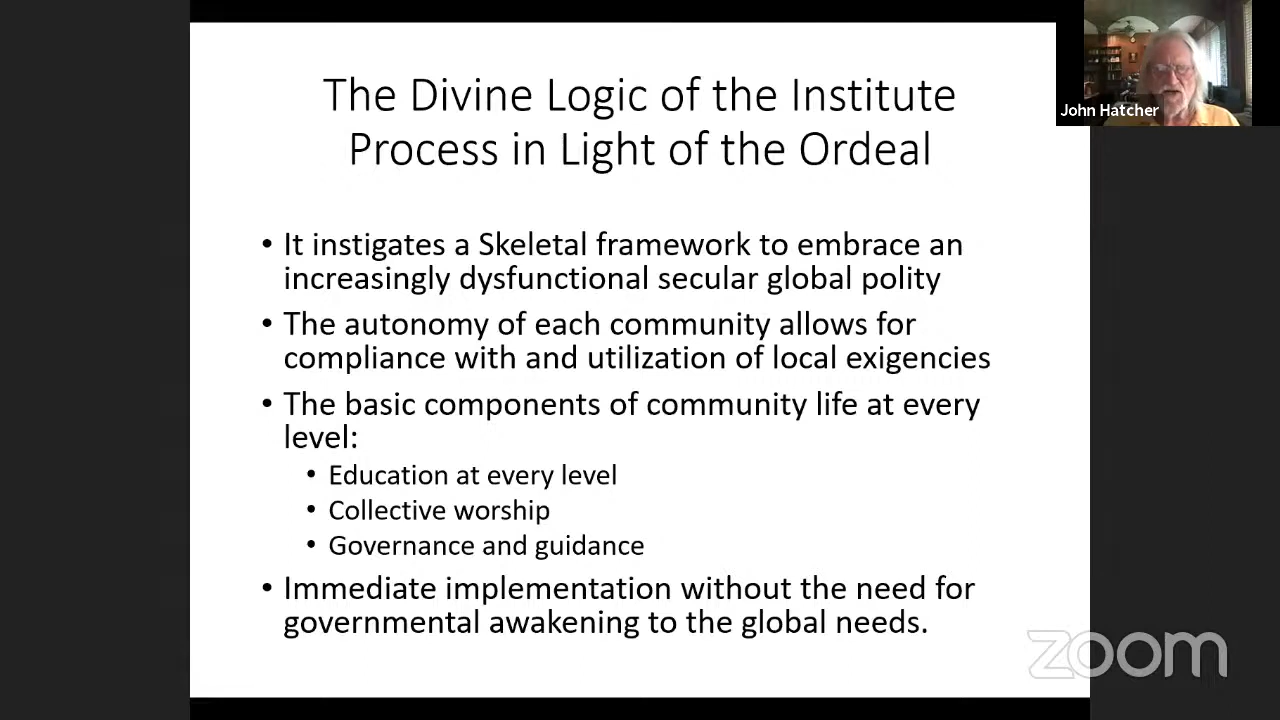 The Divine Logic of the Institute
Process in Light of the Ordeal
John Hatcher
• It instigates a Skeletal framework to embrace an
increasingly dysfunctional secular global polity
• The autonomy of each community allows for
compliance with and utilization of local exigencies
• The basic components of community life at every
level:
• Education at every level
• Collective worship
• Governance and guidance
• Immediate implementation without the need for
governmental awakening to the global needs.
zoom